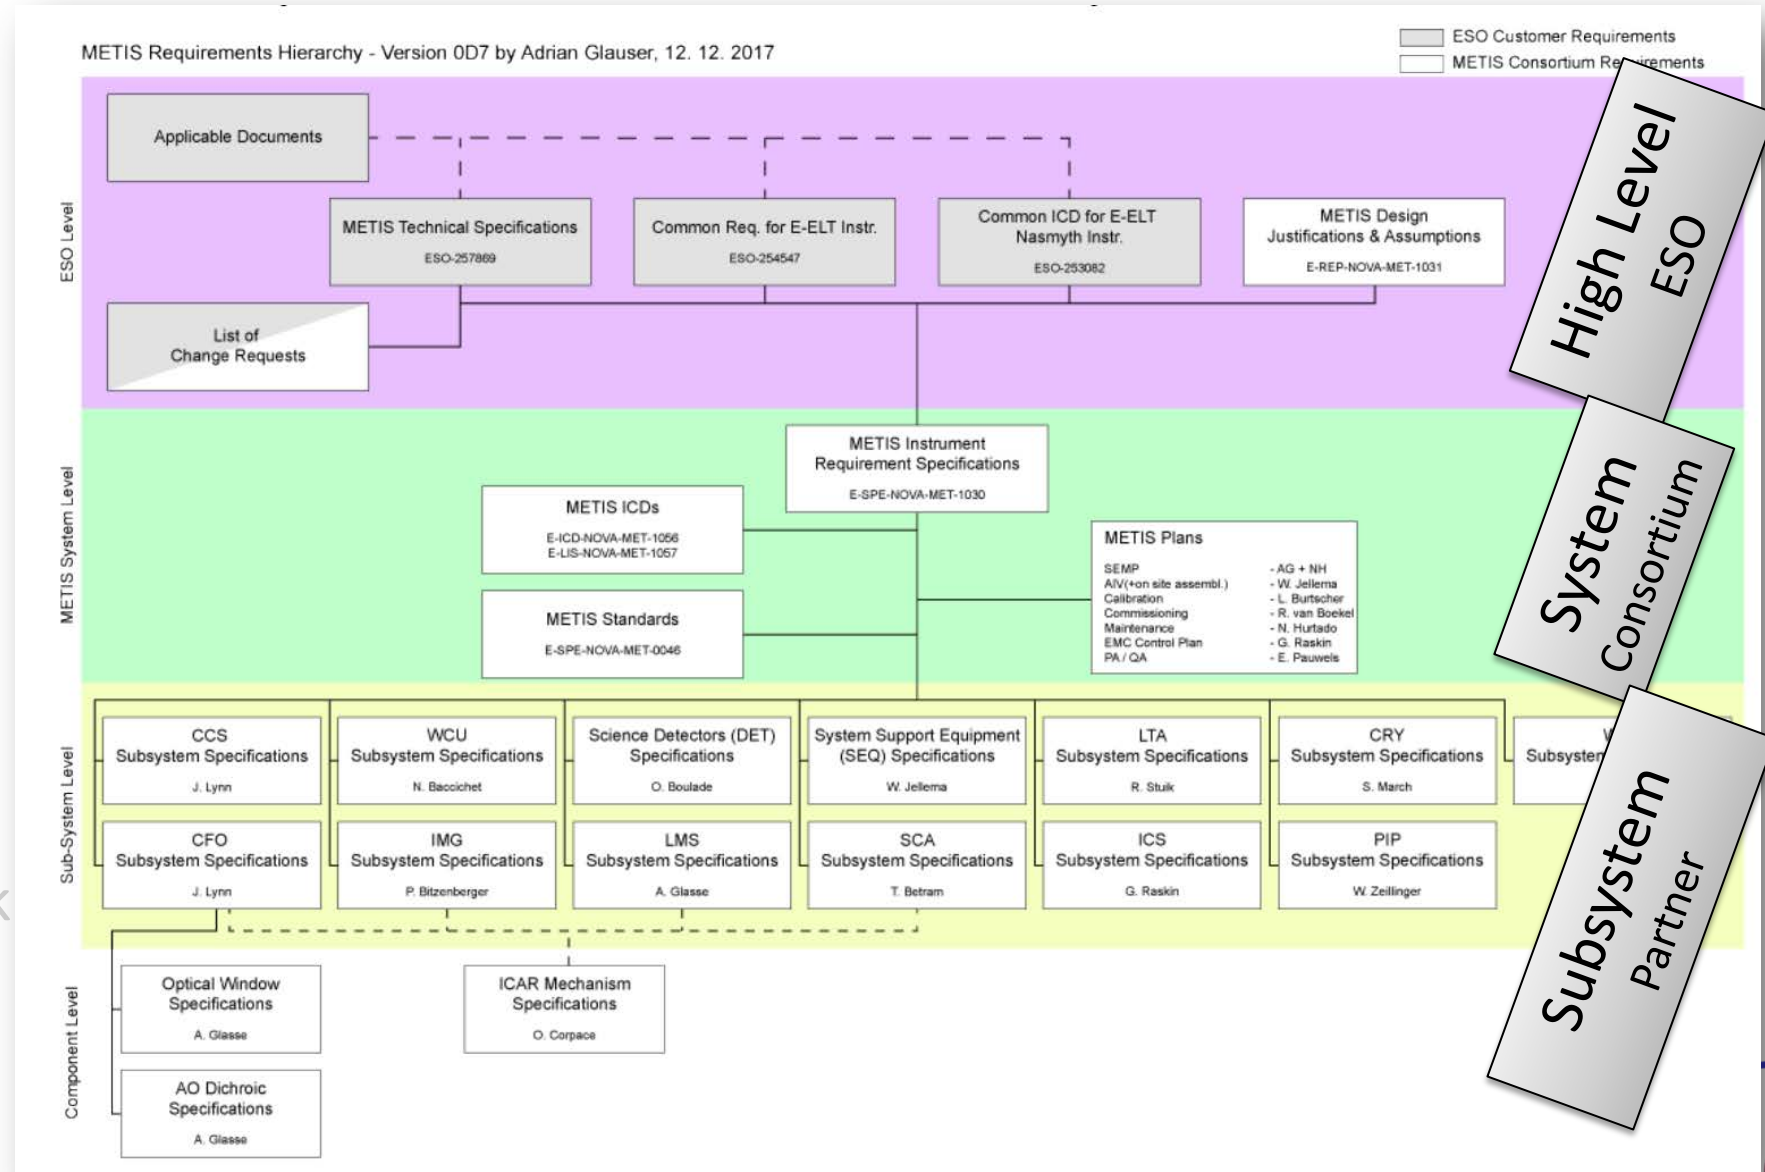 METIS Requirements Hierarchy - Version 0D7 by Adrian Glauser, 12. 12. 2017
ESO Customer Requirements
METIS Consortium Requirements
ESO Level
Applicable Documents
METIS Technical Specifications
ESO-257869
Common Req. for E-ELT Instr.
ESO-254547
Common ICD for E-ELT
Nasmyth Instr.
ESO-253082
METIS Design
Justifications & Assumptions
E-REP-NOVA-MET-1031
List of
Change Requests
High Level
ESO
METIS System Level
METIS Instrument
Requirement Specifications
E-SPE-NOVA-MET-1030
METIS ICDs
E-ICD-NOVA-MET-1056
E-LIS-NOVA-MET-1057
METIS Standards
E-SPE-NOVA-MET-0046
METIS Plans
SEMP - AG + NH
AIV(+on site assembl.) - W. Jellema
Calibration - L. Burtscher
Commissioning - R. van Boekel
Maintenance - N. Hurtado
EMC Control Plan - G. Raskin
PA / QA - E. Pauwels
System
Consortium
Sub-System Level
CCS
Subsystem Specifications
J. Lynn
WCU
Subsystem Specifications
N. Baccichet
Science Detectors (DET)
Specifications
O. Boulade
System Support Equipment
(SEQ) Specifications
W. Jellema
LTA
Subsystem Specifications
R. Stuik
CRY
Subsystem Specifications
S. March
CFO
Subsystem Specifications
J. Lynn
IMG
Subsystem Specifications
P. Bitzenberger
LMS
Subsystem Specifications
A. Glasse
SCA
Subsystem Specifications
T. Betram
ICS
Subsystem Specifications
G. Raskin
PIP
Subsystem Specifications
W. Zeillinger
Subsystem
Partner
Component Level
Optical Window
Specifications
A. Glasse
ICAR Mechanism
Specifications
O. Corpace
AO Dichroic
Specifications
A. Glasse